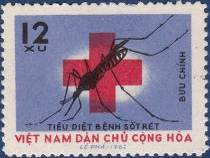 12
XU
BƯU CHÍNH
TIÊU DIỆT BỆNH SỐT RÉT
VIỆT NAM DÂN CHỦ CỘNG HÒA